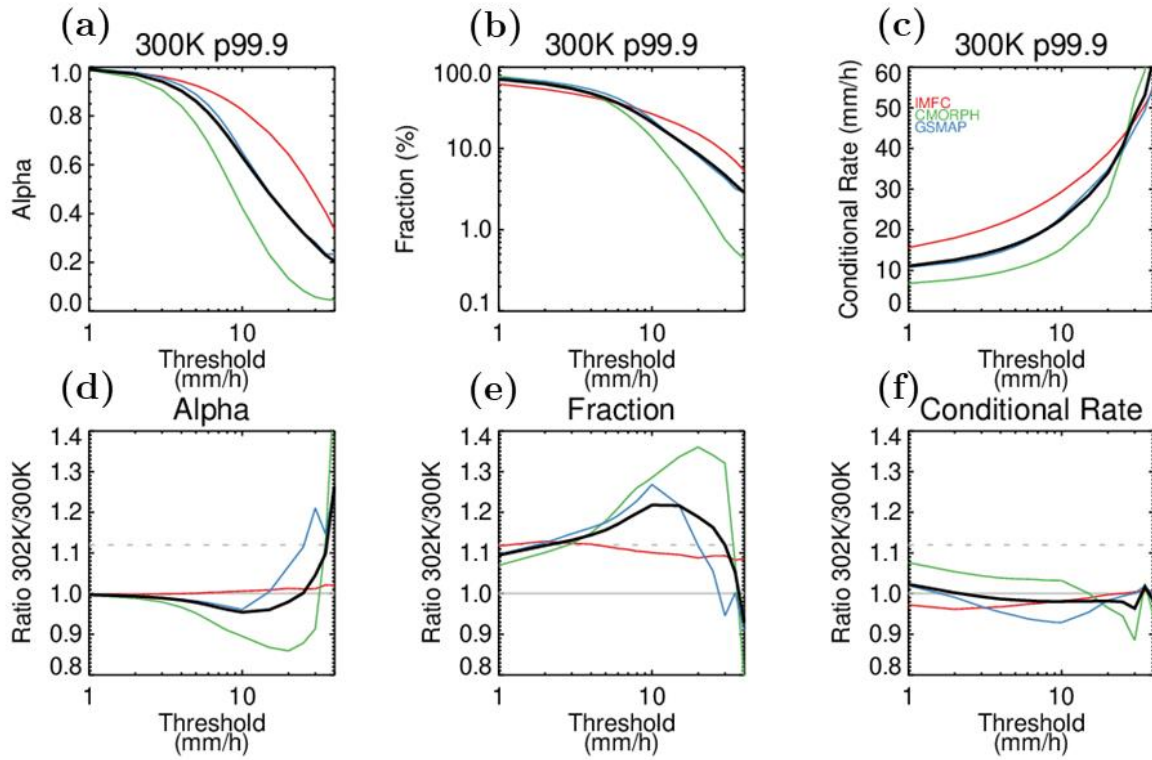 (a)
300K p99.9
1.0
0.8
0.6
0.4
0.2
0.0
Alpha
1
10
Threshold
(mm/h)
(b)
300K p99.9
100.0
10.0
1.0
0.1
Fraction (%)
1
10
Threshold
(mm/h)
(c)
300K p99.9
60
50
40
30
20
10
0
Conditional Rate (mm/h)
IMFC
CMORPH
GSMAP
1
10
Threshold
(mm/h)
(d)
Alpha
1.4
1.3
1.2
1.1
1.0
0.9
0.8
Ratio 302K/300K
1
10
Threshold
(mm/h)
(e)
Fraction
1.4
1.3
1.2
1.1
1.0
0.9
0.8
Ratio 302K/300K
1
10
Threshold
(mm/h)
(f)
Conditional Rate
1.4
1.3
1.2
1.1
1.0
0.9
0.8
Ratio 302K/300K
1
10
Threshold
(mm/h)